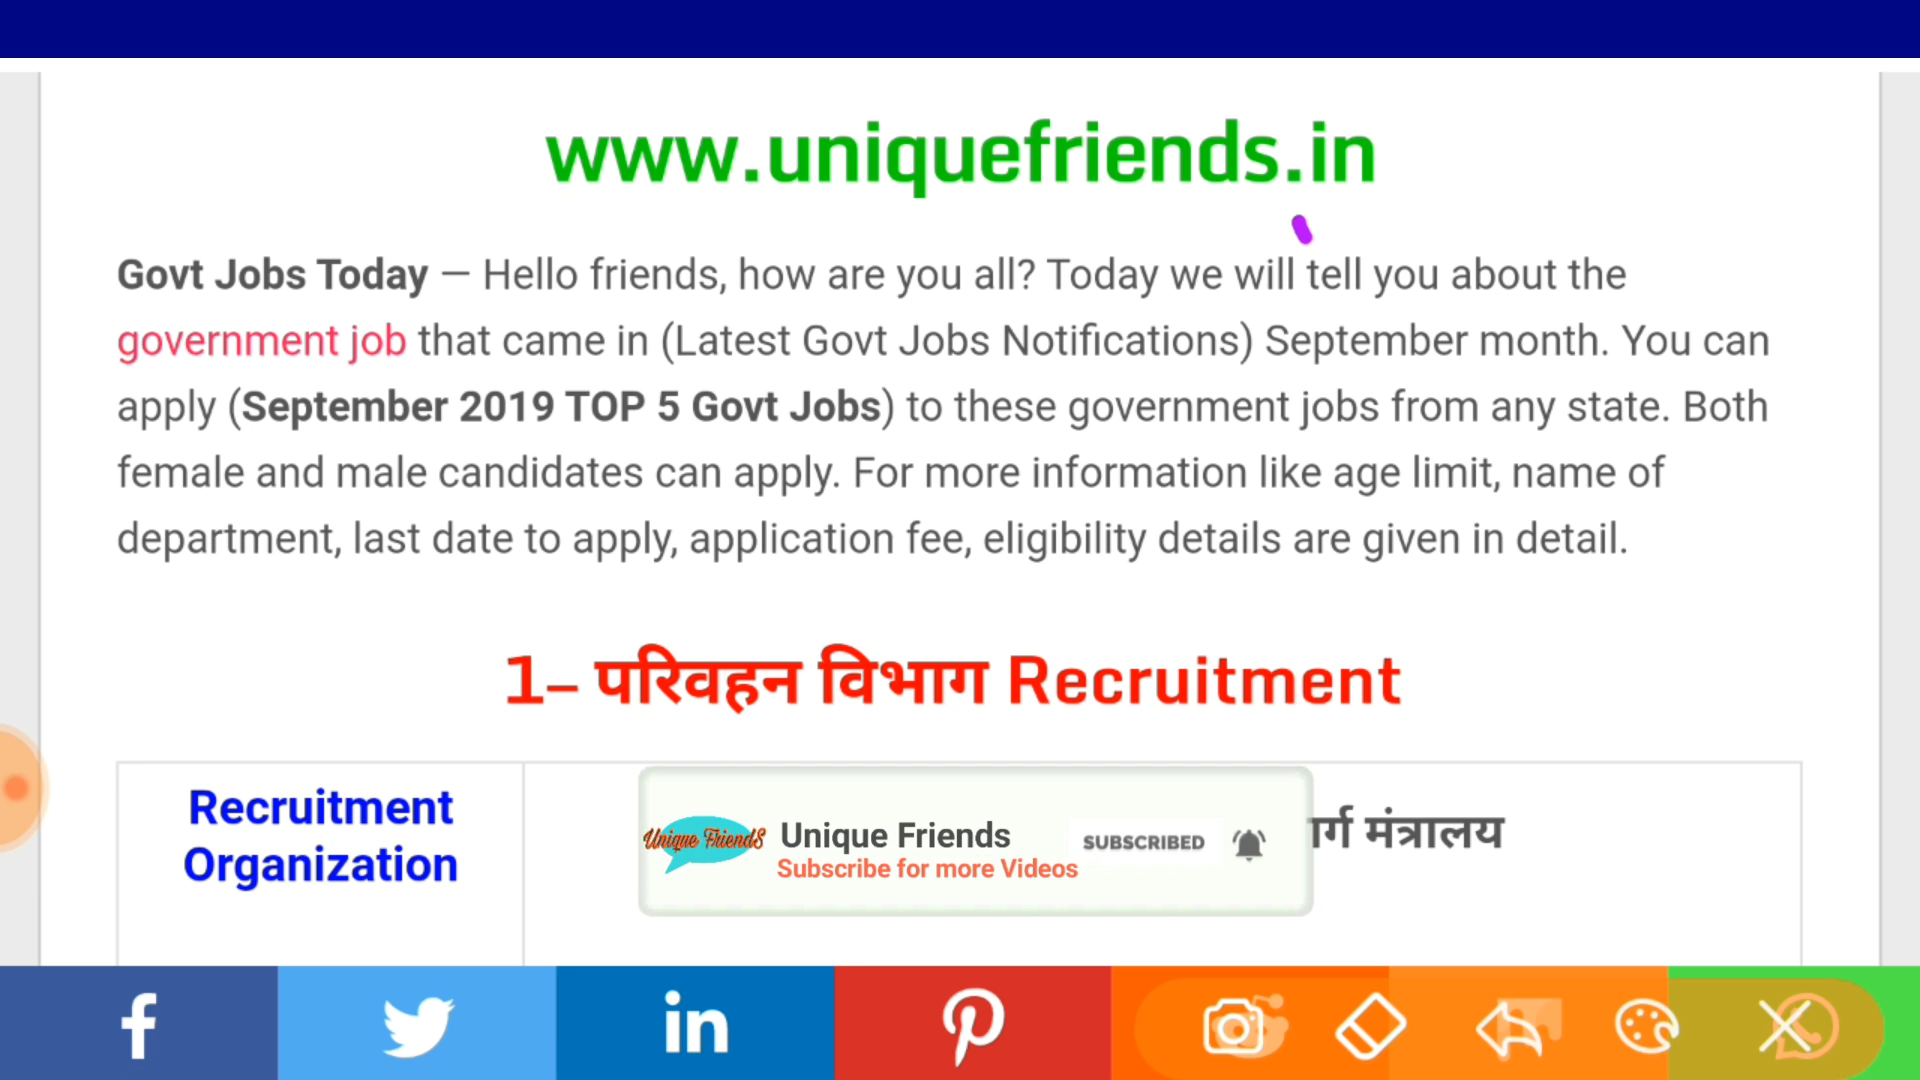 www.uniquefriends.in
Govt Jobs Today — Hello friends, how are you all? Today we will tell you about the
government job that came in (Latest Govt Jobs Notifications) September month. You can
apply (September 2019 TOP 5 Govt Jobs) to these government jobs from any state. Both
female and male candidates can apply. For more information like age limit, name of
department, last date to apply, application fee, eligibility details are given in detail.
1– परिवहन विभाग Recruitment
Recruitment
Organization
Unique FriendS
Unique Friends
Subscribe for more Videos
SUBSCRIBED
मंत्रालय